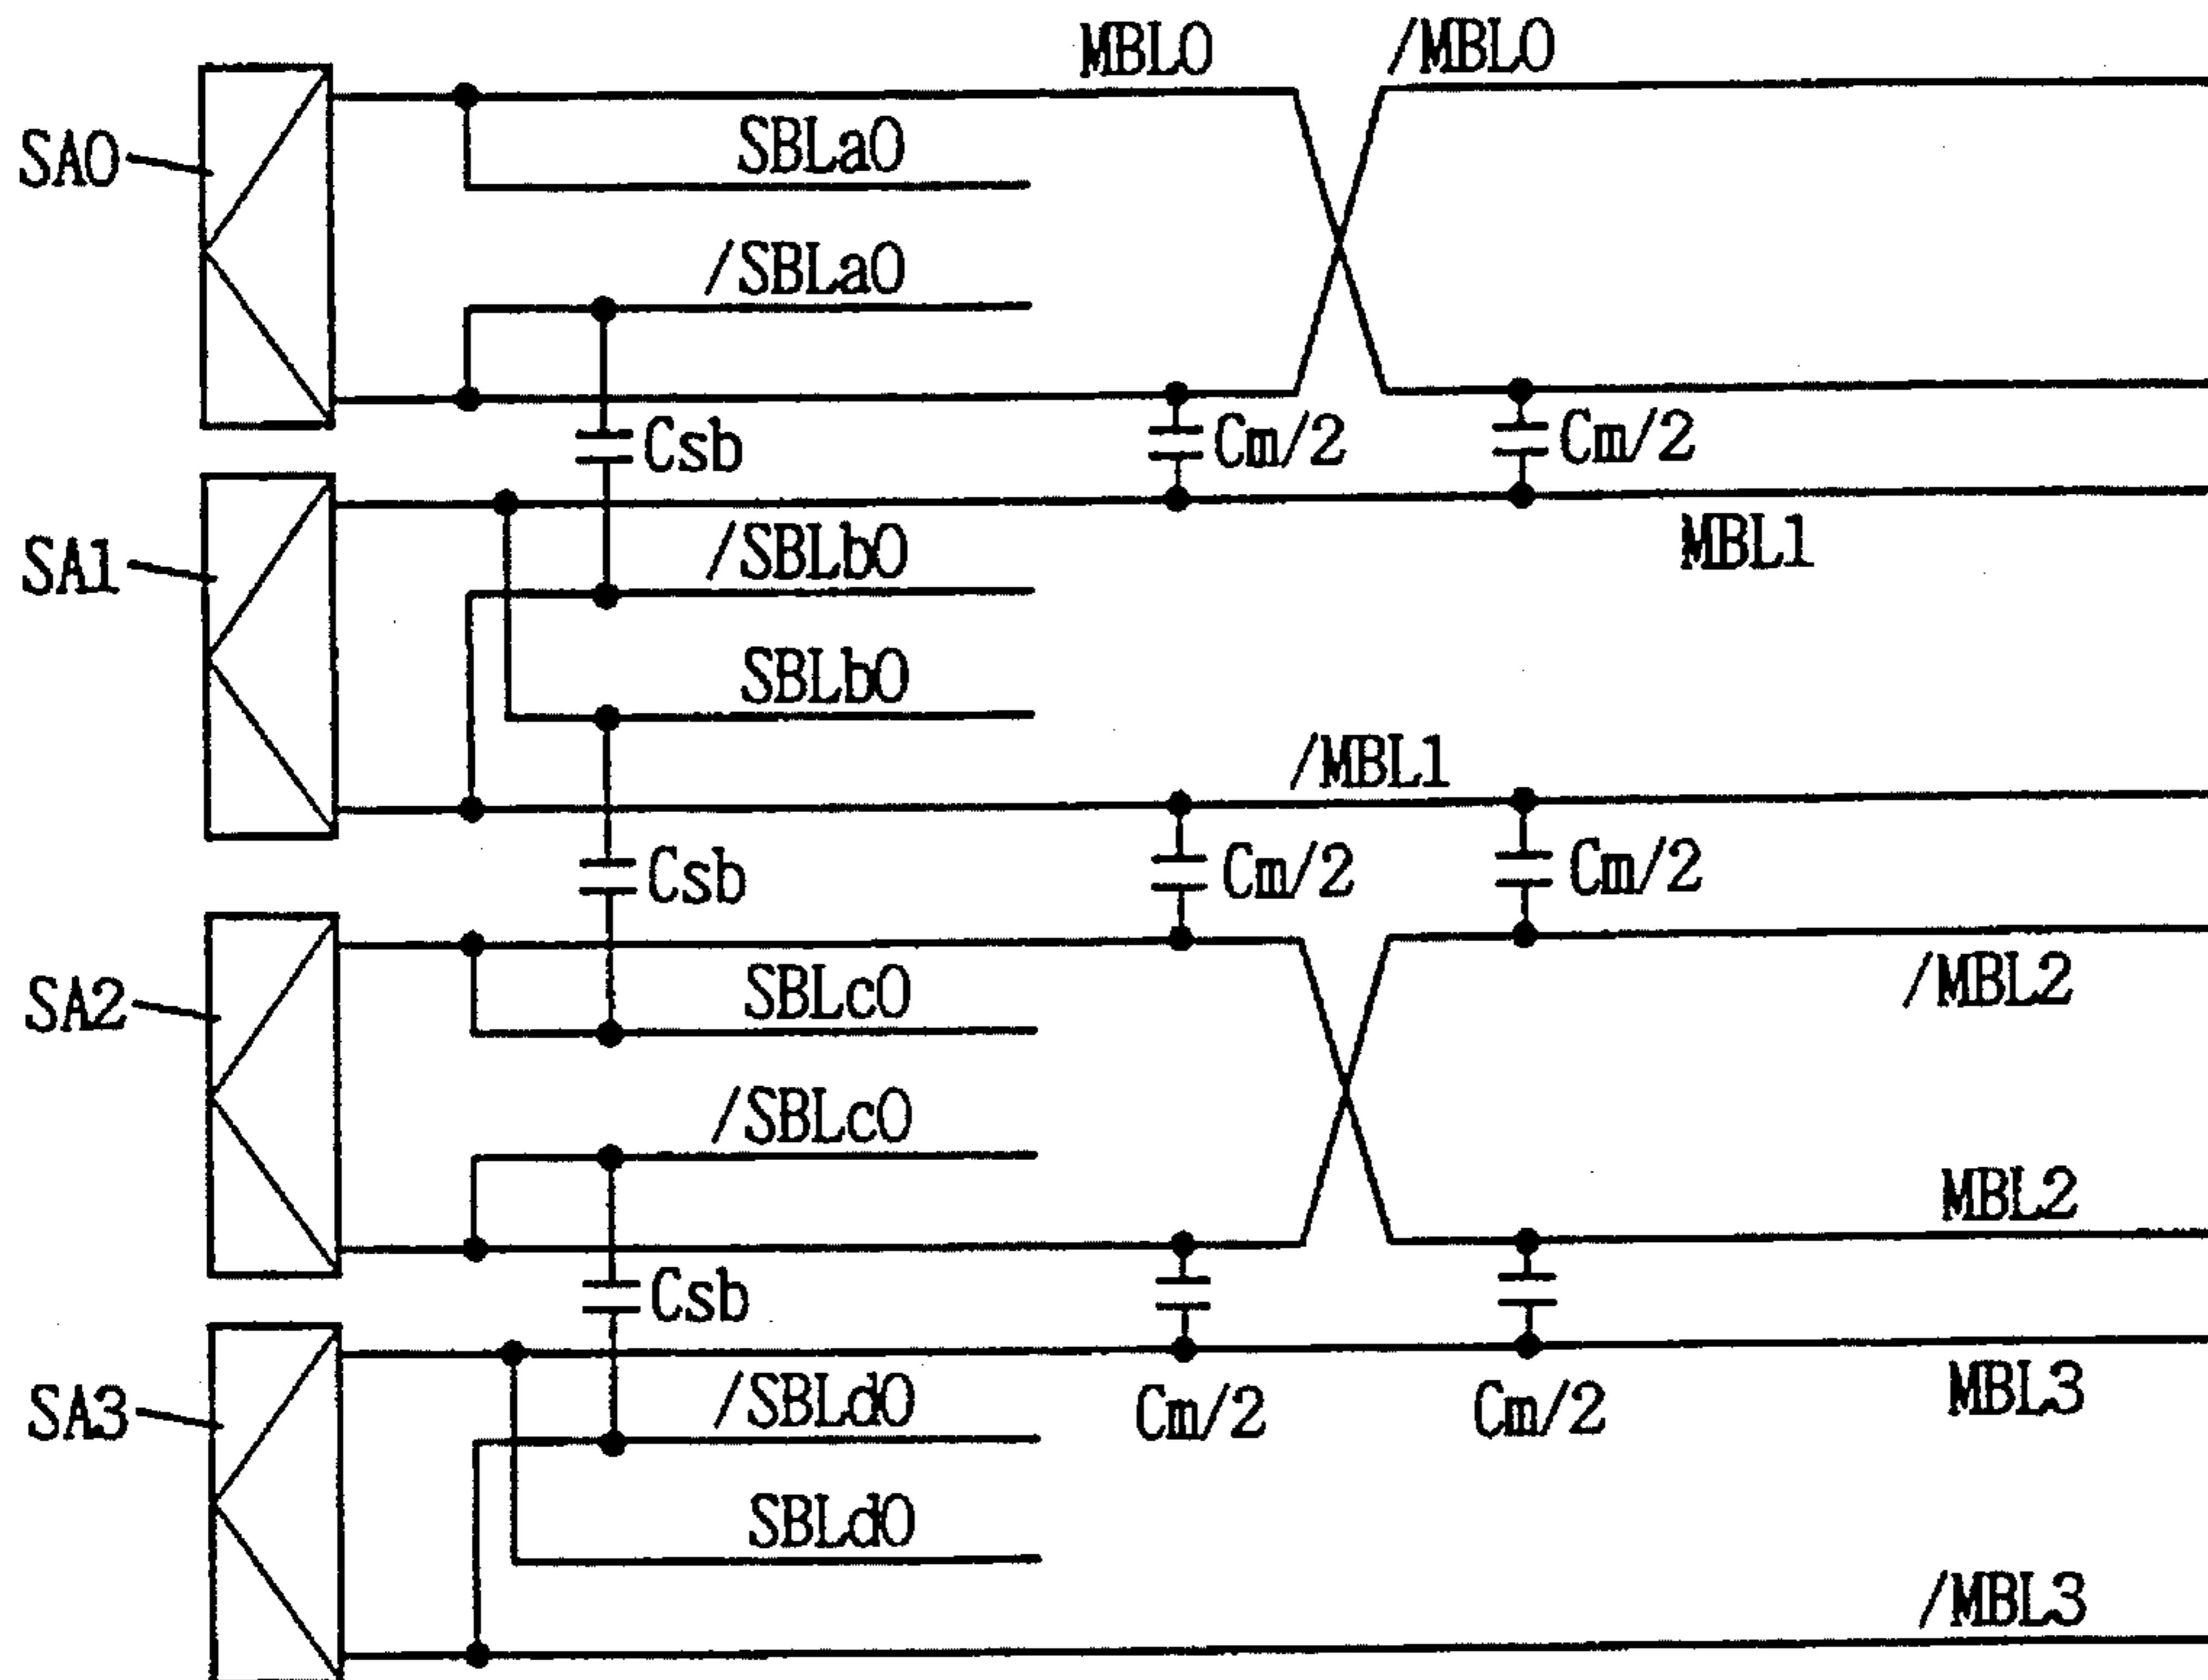 MBL0
/MBL0
SA0
SBLa0
/SBLa0
Csb
Cm/2
Cm/2
SA1
/SBLb0
MBL1
SBLb0
/MBL1
Csb
Cm/2
Cm/2
SA2
SBLc0
/MBL2
/SBLc0
MBL2
Csb
SA3
/SBLd0
Cm/2
Cm/2
MBL3
SBLd0
/MBL3